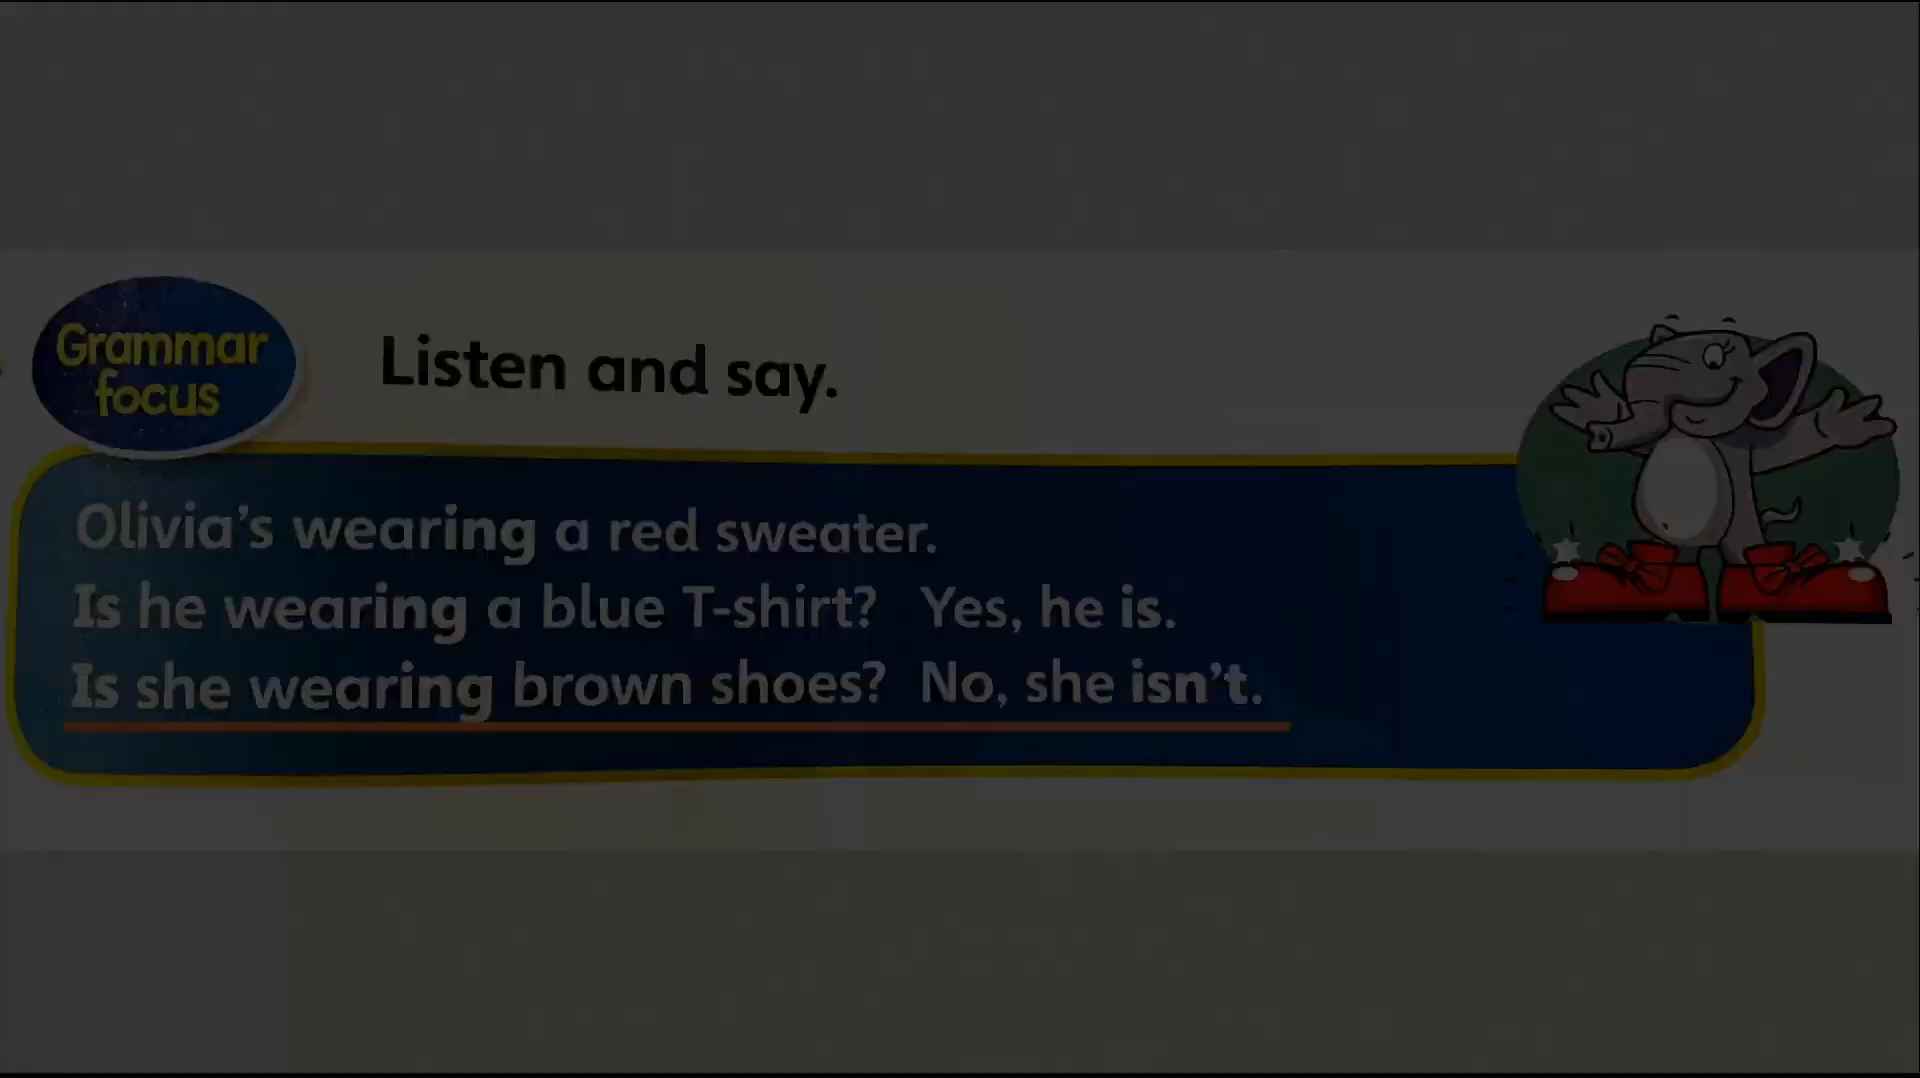 Grammar
focus
Listen and say.
Olivia's wearing a red sweater.
Is he wearing a blue T-shirt? Yes, he is.
Is she wearing brown shoes? No, she isn't.